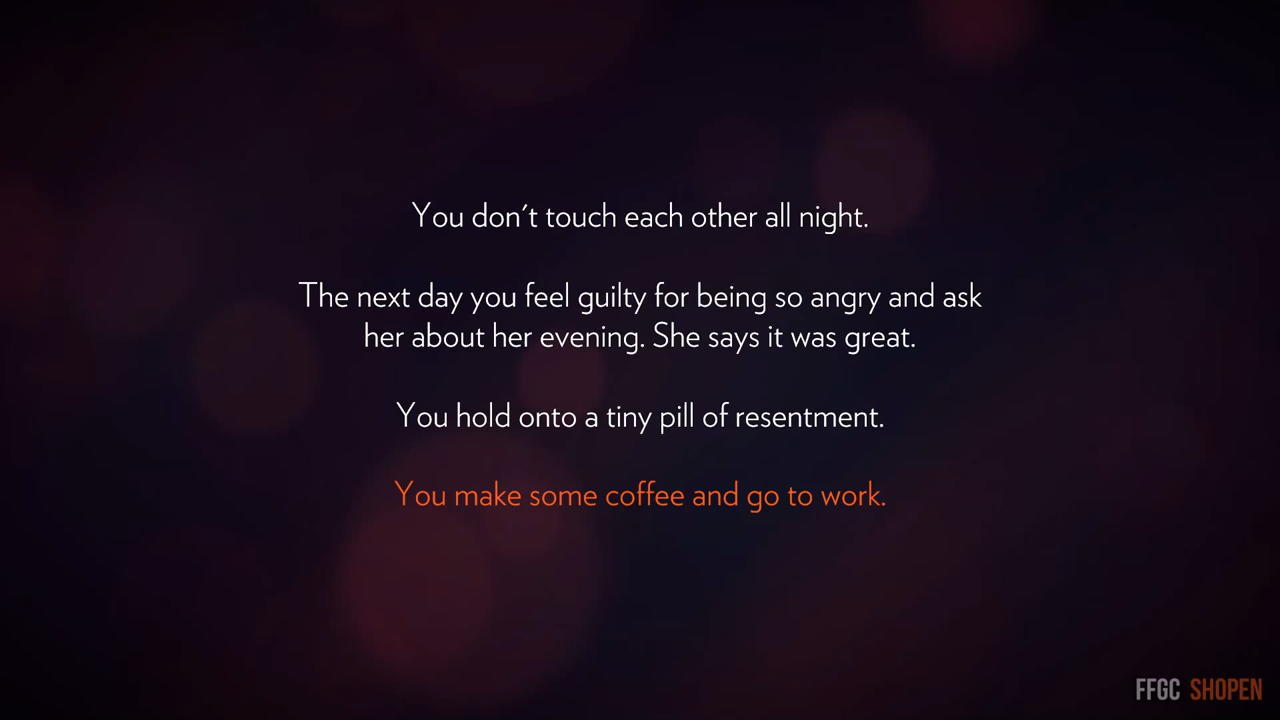 You don't touch each other all night.
The next day you feel guilty for being so angry and ask
her about her evening. She says it was great.
You hold onto a tiny pill of resentment.
You make some coffee and go to work.
FFGC SHOPEN